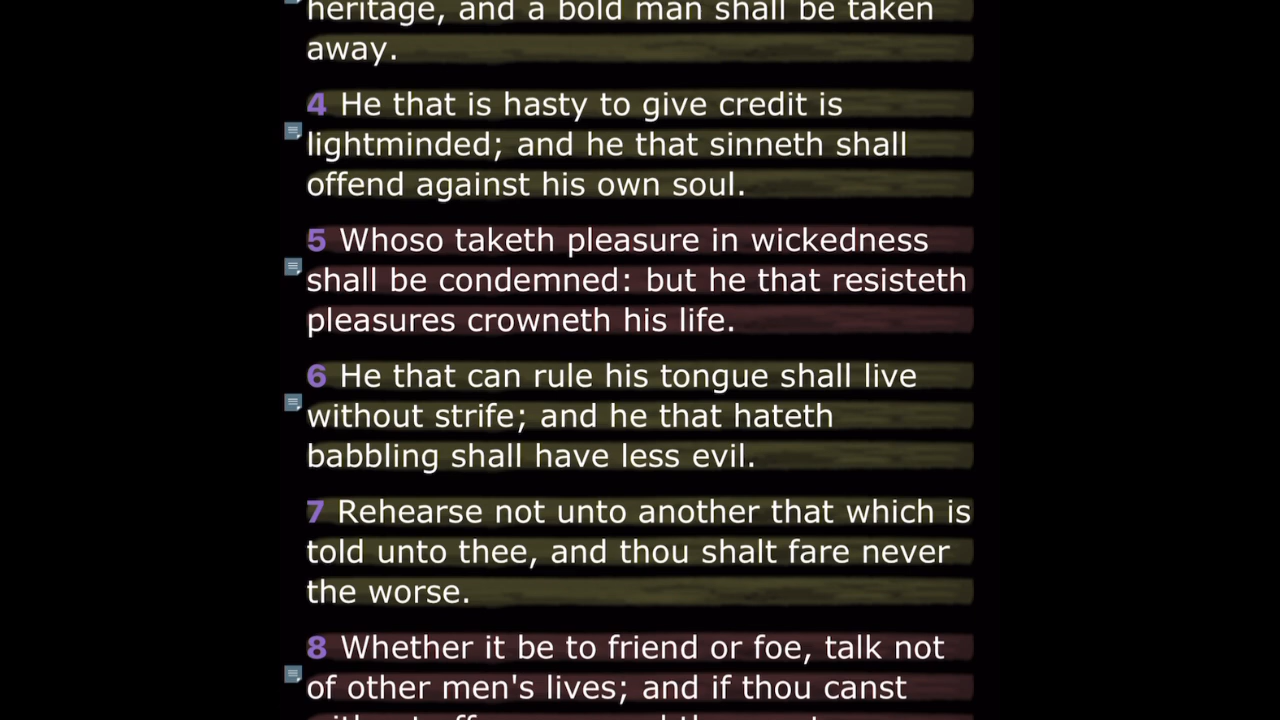 heritage, and a bold man shall be taken
away.
4 He that is hasty to give credit is
lightminded; and he that sinneth shall
offend against his own soul.
5 Whoso taketh pleasure in wickedness
shall be condemned: but he that resisteth
pleasures crowneth his life.
6 He that can rule his tongue shall live
without strife; and he that hateth
babbling shall have less evil.
7 Rehearse not unto another that which is
told unto thee, and thou shalt fare never
the worse.
8 Whether it be to friend or foe, talk not
of other men's lives; and if thou canst